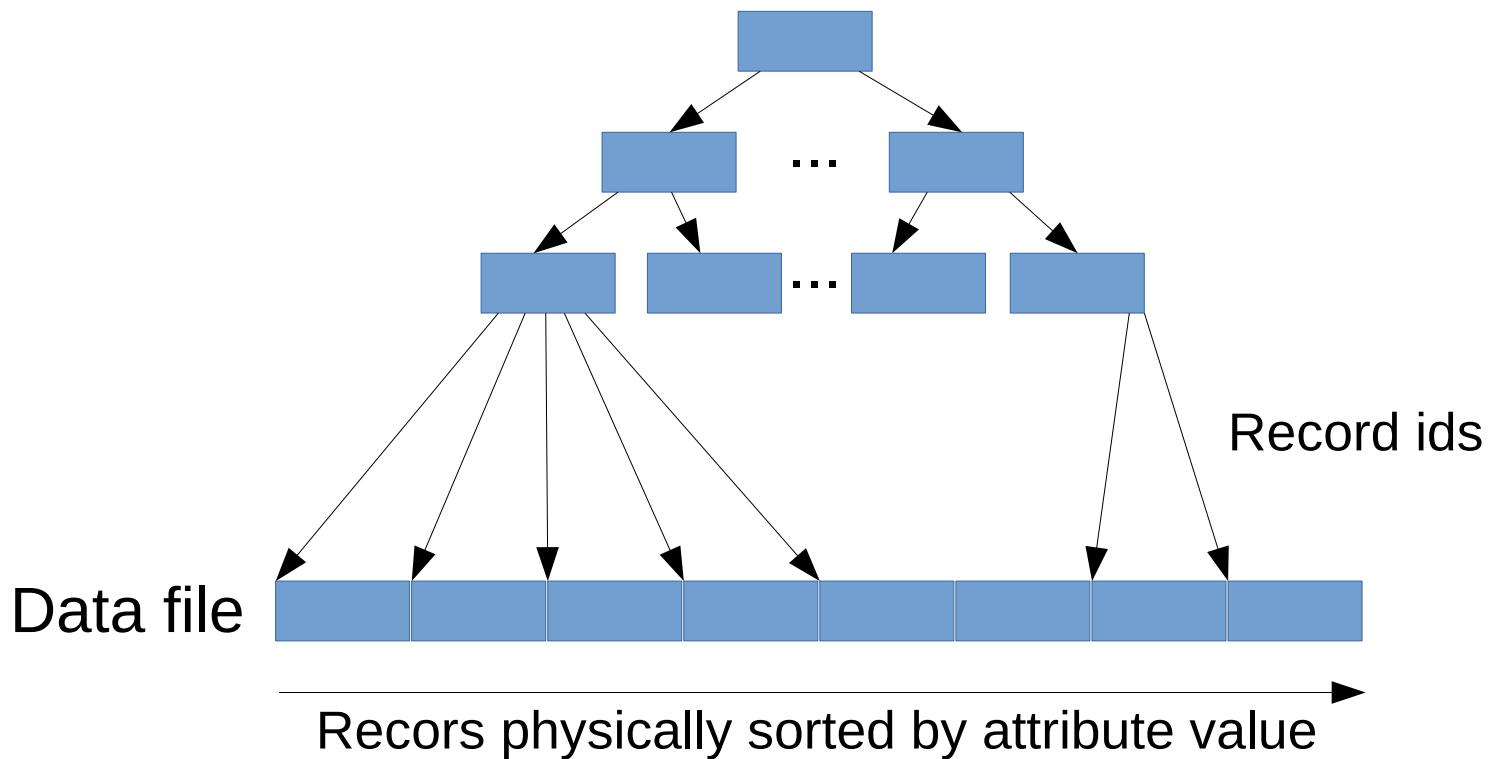 ...
...
Record ids
Data file
Recors physically sorted by attribute value